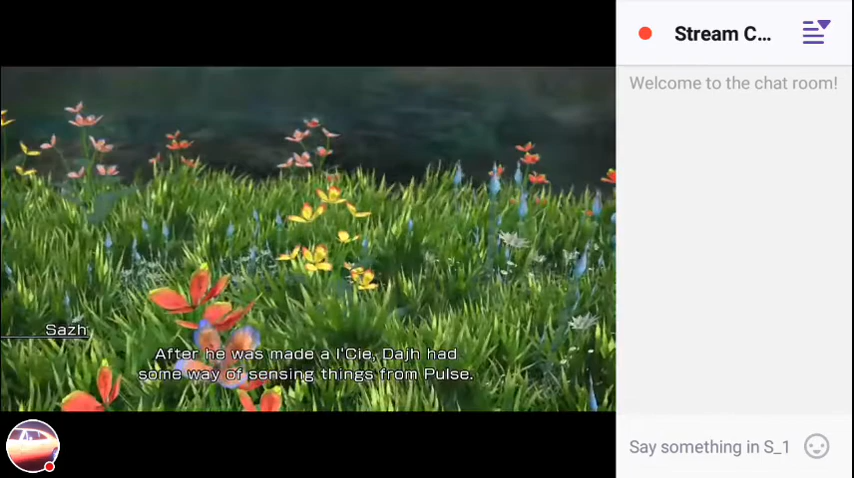 Stream C...
Welcome to the chat room!
Sazh
After he was made a l'Cie, Dajh had
some way of sensing things from Pulse.
Say something in S_1